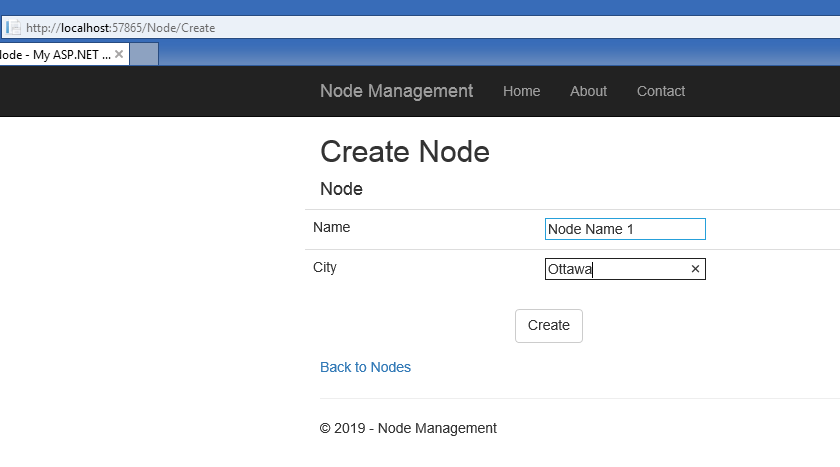 http://localhost:57865/Node/Create
Node - My ASP.NET ...
Node Management Home About Contact
Create Node
Node
Name Node Name 1
City Ottawa
Create
Back to Nodes
© 2019 - Node Management